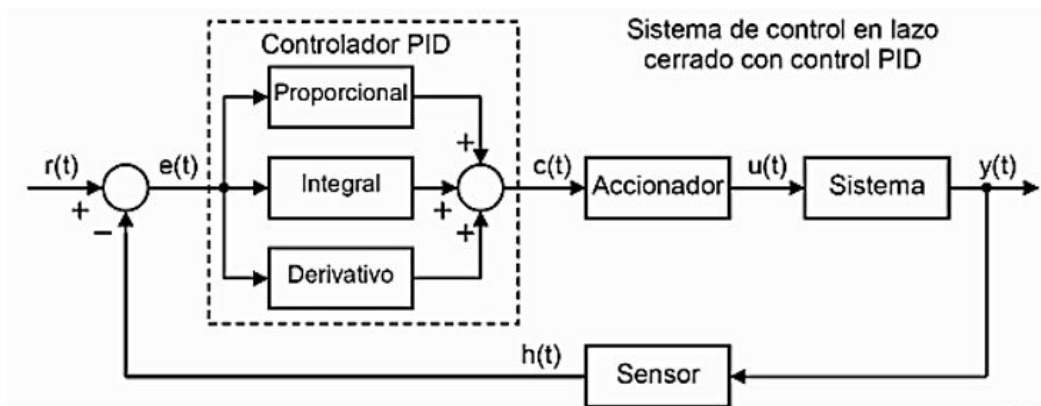 Controlador PID
Sistema de control en lazo
cerrado con control PID
Proporcional
r(t)
e(t)
Integral
c(t)
Accionador
u(t)
Sistema
y(t)
+
−
+
+
+
Derivativo
h(t)
Sensor